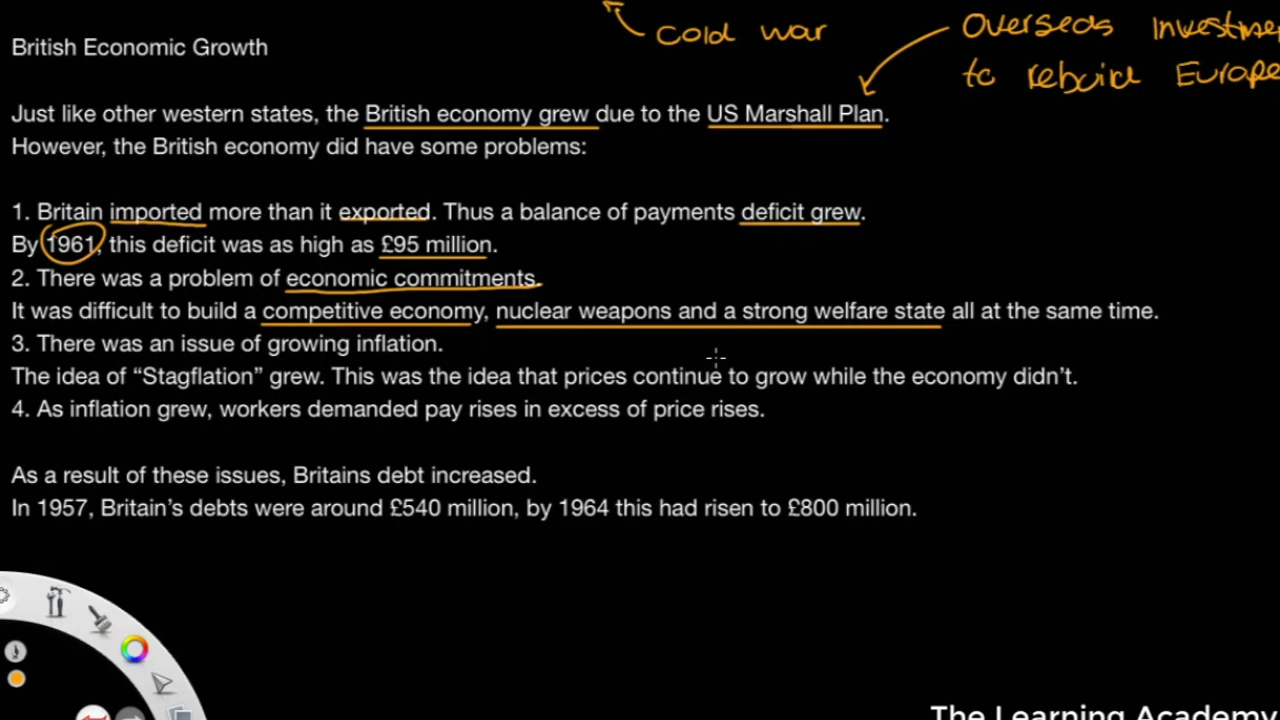 cold war
Overseas Investmen
British Economic Growth
to rebuild Europe
Just like other western states, the British economy grew due to the US Marshall Plan.
However, the British economy did have some problems:
1. Britain imported more than it exported. Thus a balance of payments deficit grew.
By 1961, this deficit was as high as £95 million.
2. There was a problem of economic commitments.
It was difficult to build a competitive economy, nuclear weapons and a strong welfare state all at the same time.
3. There was an issue of growing inflation.
The idea of “Stagflation” grew. This was the idea that prices continue to grow while the economy didn’t.
4. As inflation grew, workers demanded pay rises in excess of price rises.
As a result of these issues, Britains debt increased.
In 1957, Britain’s debts were around £540 million, by 1964 this had risen to £800 million.
The Learning Academy